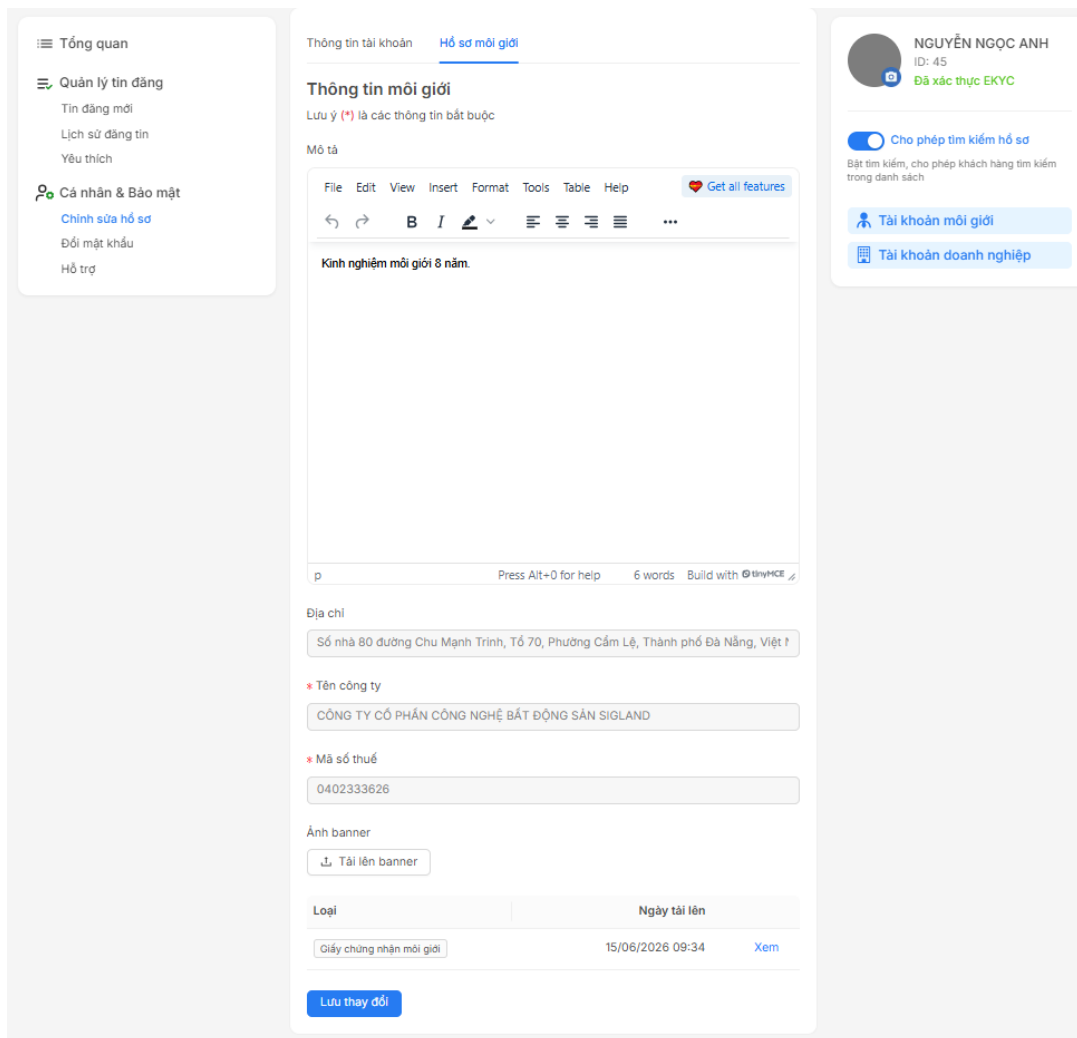 Tổng quan
Quản lý tin đăng
Tin đăng mới
Lịch sử đăng tin
Yêu thích
Cá nhân & Bảo mật
Chỉnh sửa hồ sơ
Đổi mật khẩu
Hỗ trợ
Thông tin tài khoản Hồ sơ môi giới
Thông tin môi giới
Lưu ý (*) là các thông tin bắt buộc
Mô tả
File Edit View Insert Format Tools Table Help Get all features
B I
Kinh nghiệm môi giới 8 năm.
p Press Alt+0 for help 6 words Build with tinyMCE
Địa chỉ
Số nhà 80 đường Chu Mạnh Trinh, Tổ 70, Phường Cẩm Lệ, Thành phố Đà Nẵng, Việt
* Tên công ty
CÔNG TY CỔ PHẦN CÔNG NGHỆ BẤT ĐỘNG SẢN SIGLAND
* Mã số thuế
0402333626
Ảnh banner
Tải lên banner
Loại Ngày tải lên
Giấy chứng nhận môi giới 15/06/2026 09:34 Xem
Lưu thay đổi
NGUYỄN NGỌC ANH
ID: 45
Đã xác thực EKYC
Cho phép tìm kiếm hồ sơ
Bật tìm kiếm, cho phép khách hàng tìm kiếm
trong danh sách
Tài khoản môi giới
Tài khoản doanh nghiệp